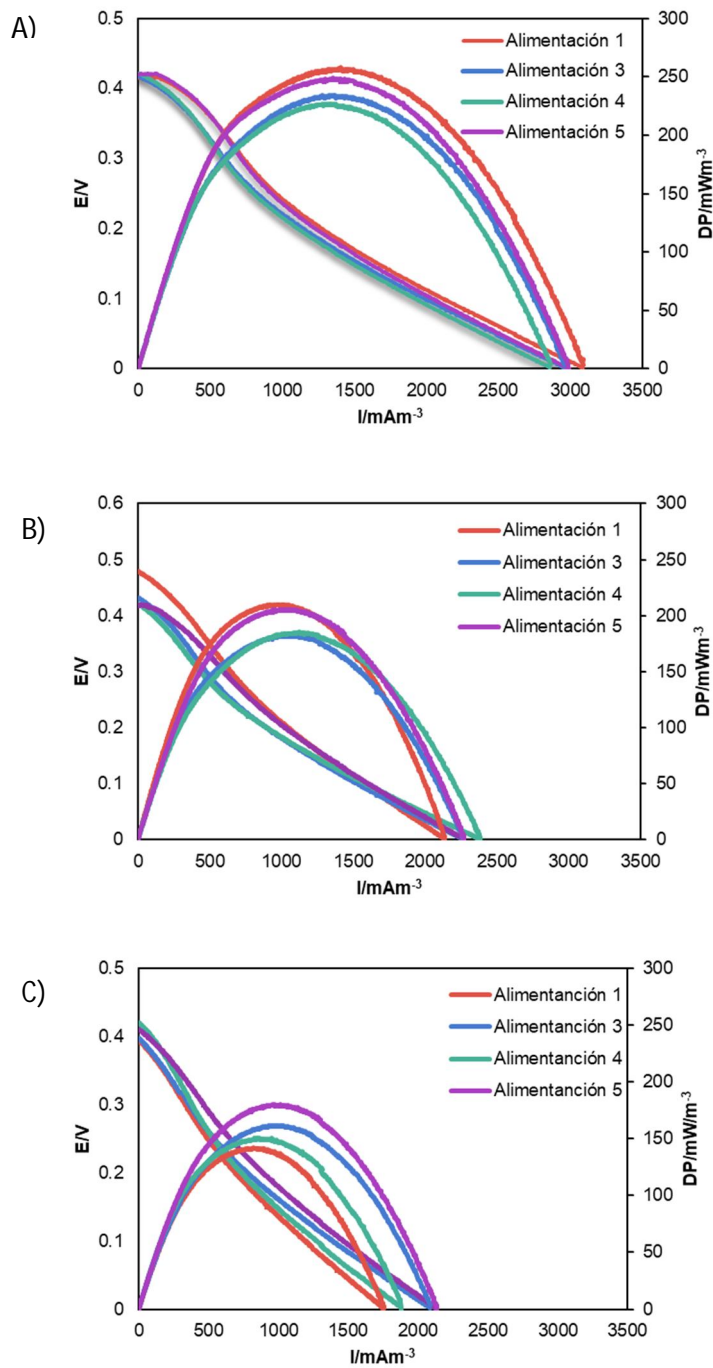 A)
0.5
0.4
0.3
0.2
0.1
0
E/V
300
250
200
150
100
50
0
DP/mWm-3
Alimentación 1
Alimentación 3
Alimentación 4
Alimentación 5
0 500 1000 1500 2000 2500 3000 3500
I/mAm-3
B)
0.6
0.5
0.4
0.3
0.2
0.1
0
E/V
300
250
200
150
100
50
0
DP/mWm-3
Alimentación 1
Alimentación 3
Alimentación 4
Alimentación 5
0 500 1000 1500 2000 2500 3000 3500
I/mAm-3
C)
0.5
0.4
0.3
0.2
0.1
0
E/V
300
250
200
150
100
50
0
DP/mW/m-3
Alimentanción 1
Alimentanción 3
Alimentanción 4
Alimentanción 5
0 500 1000 1500 2000 2500 3000 3500
I/mAm-3